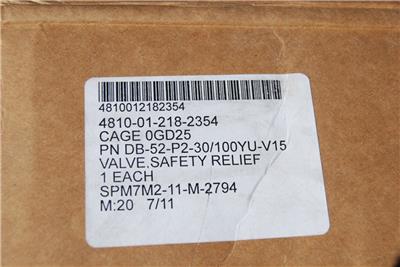 4810012182354
4810-01-218-2354
CAGE 0GD25
PN DB-52-P2-30/100YU-V15
VALVE,SAFETY RELIEF
1 EACH
SPM7M2-11-M-2794
M:20 7/11